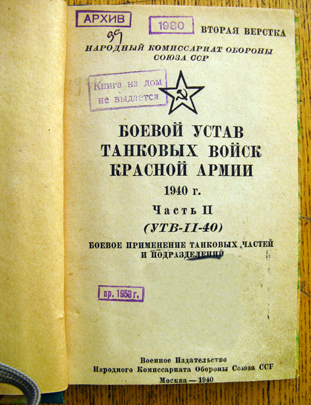 АРХИВ
1980
ВТОРАЯ ВЕРСТКА
НАРОДНЫЙ КОМИССАРИАТ ОБОРОНЫ
СОЮЗА ССР
Книга на дом
не выдается
БОЕВОЙ УСТАВ
ТАНКОВЫХ ВОЙСК
КРАСНОЙ АРМИИ
1940 г.
Часть II
(УТВ-II-40)
БОЕВОЕ ПРИМЕНЕНИЕ ТАНКОВЫХ ЧАСТЕЙ
И ПОДРАЗДЕЛЕНИЙ
пр. 1958 г.
Военное Издательство
Народного Комиссариата Обороны Союза ССР
Москва—1940